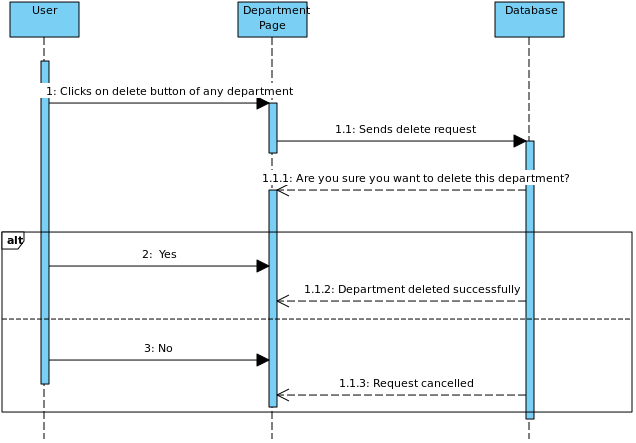 User
Department
Page
Database
1: Clicks on delete button of any department
1.1: Sends delete request
1.1.1: Are you sure you want to delete this department?
alt
2:  Yes
1.1.2: Department deleted successfully
3: No
1.1.3: Request cancelled